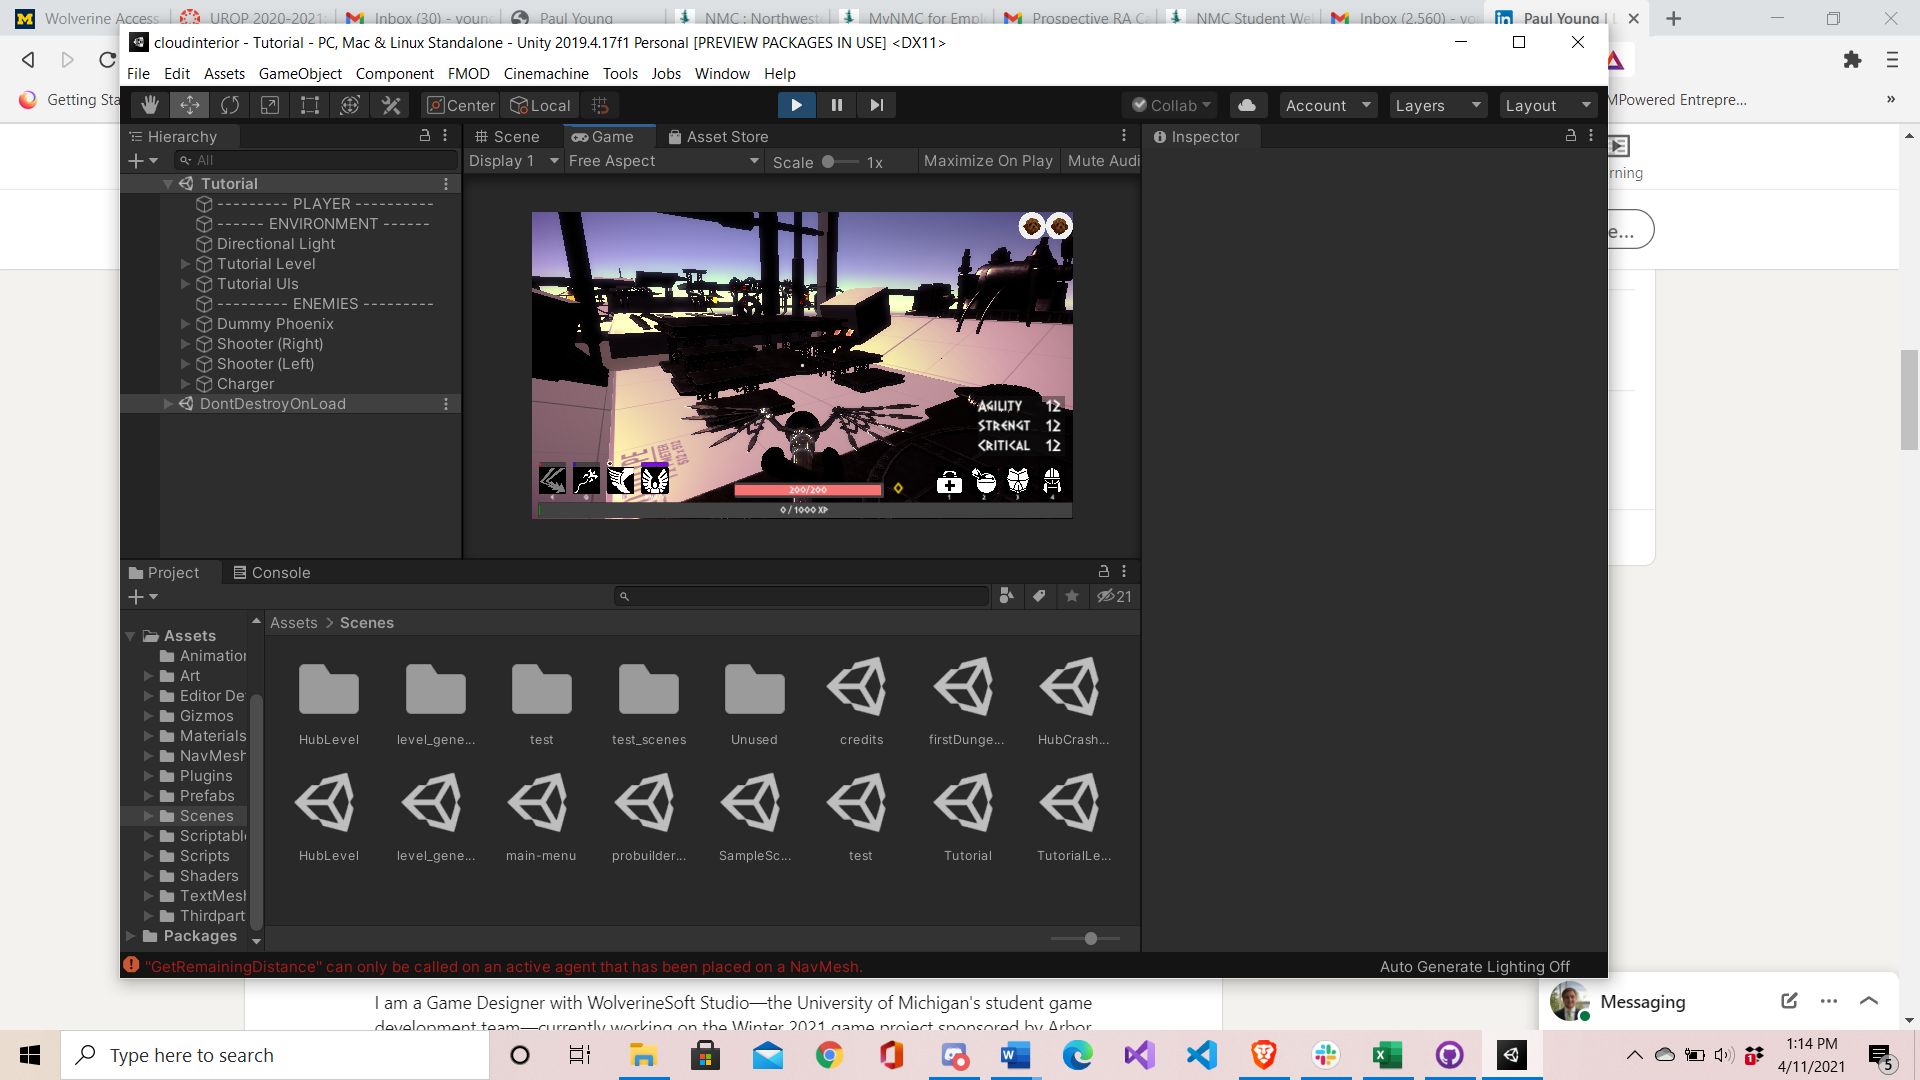 Wolverine Access
UROP 2020-2021:
Inbox (30) - young
Paul Young
NMC : Northweste
MyNMC for Empl
Prospective RA Ca
NMC Student Wel
Inbox (2,560) - yo
Paul Young | L
cloudinterior - Tutorial - PC, Mac & Linux Standalone - Unity 2019.4.17f1 Personal [PREVIEW PACKAGES IN USE] <DX11>
File Edit Assets GameObject Component FMOD Cinemachine Tools Jobs Window Help
Getting Sta
MPowered Entrepre...
»
Center Local
Collab Account Layers Layout
Hierarchy
All
Scene Game Asset Store
Display 1 Free Aspect Scale 1x Maximize On Play Mute Audi
Inspector
rning
e...
Tutorial
--------- PLAYER ----------
------ ENVIRONMENT ------
Directional Light
Tutorial Level
Tutorial UIs
--------- ENEMIES ---------
Dummy Phoenix
Shooter (Right)
Shooter (Left)
Charger
DontDestroyOnLoad
AGILITY 12
STRENGT 12
CRITICAL 12
1 2 3 4
200/200
0 / 1000 XP
Project Console
21
Assets > Scenes
Assets
Animation
Art
Editor De
Gizmos
Materials
NavMesh
Plugins
Prefabs
Scenes
Scriptabl
Scripts
Shaders
TextMesh
Thirdpart
Packages
HubLevel level_gene... test test_scenes Unused credits firstDunge... HubCrash...
HubLevel level_gene... main-menu probuilder... SampleSc... test Tutorial TutorialLe...
"GetRemainingDistance" can only be called on an active agent that has been placed on a NavMesh.
Auto Generate Lighting Off
I am a Game Designer with WolverineSoft Studio—the University of Michigan's student game
development team—currently working on the Winter 2021 game project sponsored by Arbor
Messaging
Type here to search
1:14 PM
4/11/2021
5